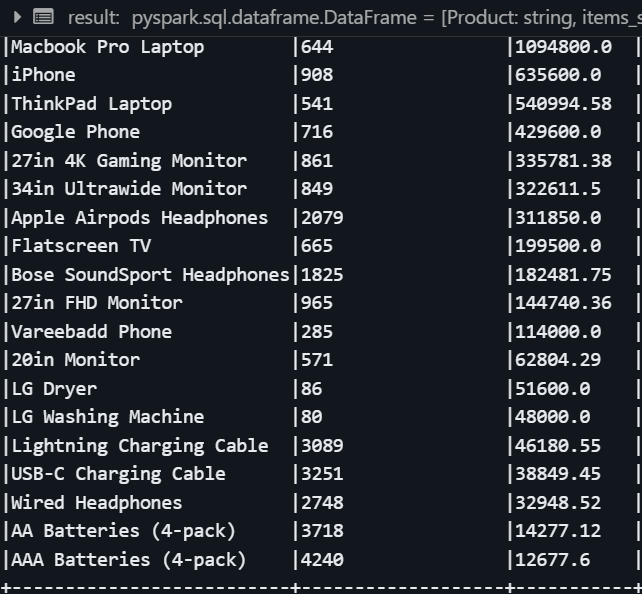 result: pyspark.sql.dataframe.DataFrame = [Product: string, items_s
|Macbook Pro Laptop |644 |1094800.0 |
|iPhone |908 |635600.0 |
|ThinkPad Laptop |541 |540994.58 |
|Google Phone |716 |429600.0 |
|27in 4K Gaming Monitor |861 |335781.38 |
|34in Ultrawide Monitor |849 |322611.5 |
|Apple Airpods Headphones |2079 |311850.0 |
|Flatscreen TV |665 |199500.0 |
|Bose SoundSport Headphones|1825 |182481.75 |
|27in FHD Monitor |965 |144740.36 |
|Vareebadd Phone |285 |114000.0 |
|20in Monitor |571 |62804.29 |
|LG Dryer |86 |51600.0 |
|LG Washing Machine |80 |48000.0 |
|Lightning Charging Cable |3089 |46180.55 |
|USB-C Charging Cable |3251 |38849.45 |
|Wired Headphones |2748 |32948.52 |
|AA Batteries (4-pack) |3718 |14277.12 |
|AAA Batteries (4-pack) |4240 |12677.6 |
+--------------------------+-------------------+-----------+